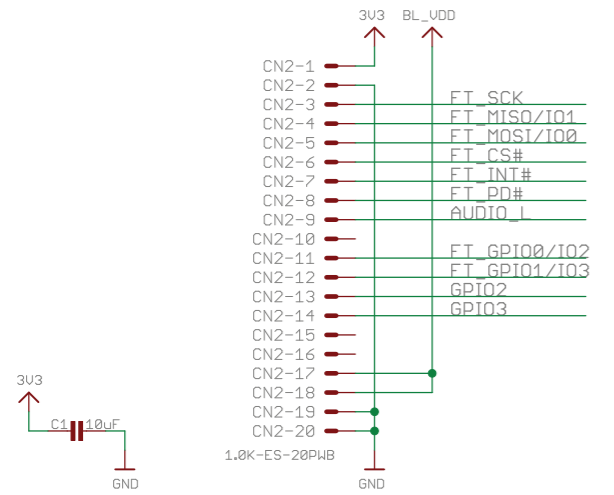 3V3 BL_VDD
CN2-1
CN2-2
CN2-3 FT_SCK
CN2-4 FT_MISO/IO1
CN2-5 FT_MOSI/IO0
CN2-6 FT_CS#
CN2-7 FT_INT#
CN2-8 FT_PD#
CN2-9 AUDIO_L
CN2-10
CN2-11 FT_GPIO0/IO2
CN2-12 FT_GPIO1/IO3
CN2-13 GPIO2
CN2-14 GPIO3
CN2-15
CN2-16
CN2-17
CN2-18
CN2-19
CN2-20
1.0K-ES-20PWB
GND
3V3
C1 10uF
GND